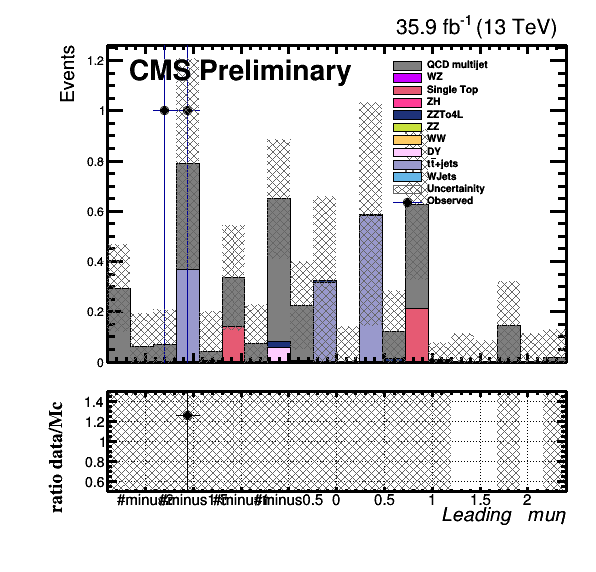 35.9 fb⁻¹ (13 TeV)
Events
CMS Preliminary
1.2
1
0.8
0.6
0.4
0.2
0
QCD multijet
WZ
Single Top
ZH
ZZTo4L
ZZ
WW
DY
tt+jets
WJets
Uncertainity
Observed
ratio data/Mc
1.4
1.2
1
0.8
0.6
#minus2 #minus1.5 #minus1 #minus0.5 0 0.5 1 1.5 2
Leading muη